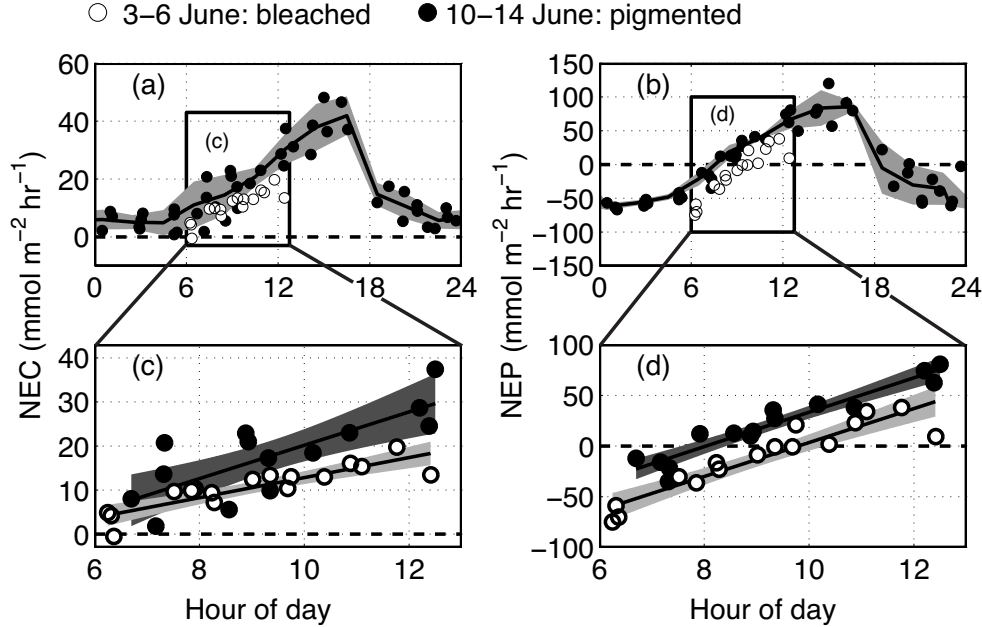 3−6 June: bleached 10−14 June: pigmented
NEC (mmol m−2 hr−1)
(a)
(c)
60
40
20
0
0 6 12 18 24
NEP (mmol m−2 hr−1)
(b)
(d)
150
100
50
0
−50
−100
−150
0 6 12 18 24
(c)
40
30
20
10
0
6 8 10 12
Hour of day
(d)
100
50
0
−50
−100
6 8 10 12
Hour of day